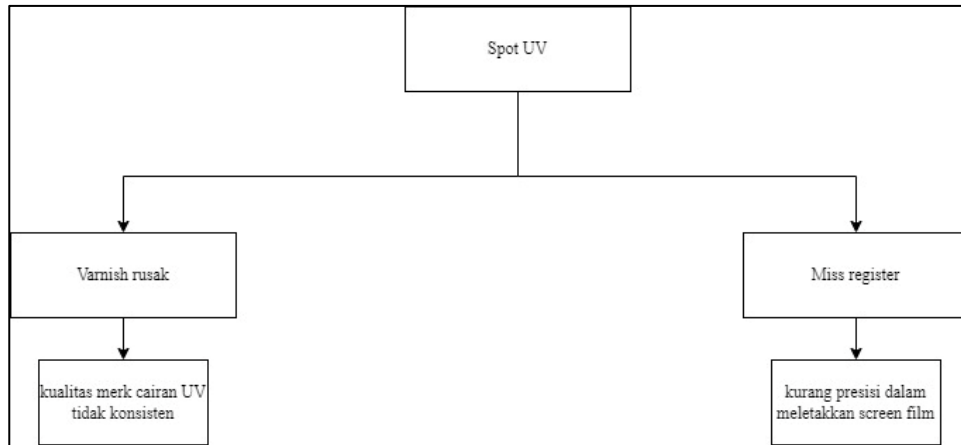 Spot UV
Varnish rusak
Miss register
kualitas merk cairan UV
tidak konsisten
kurang presisi dalam
meletakkan screen film